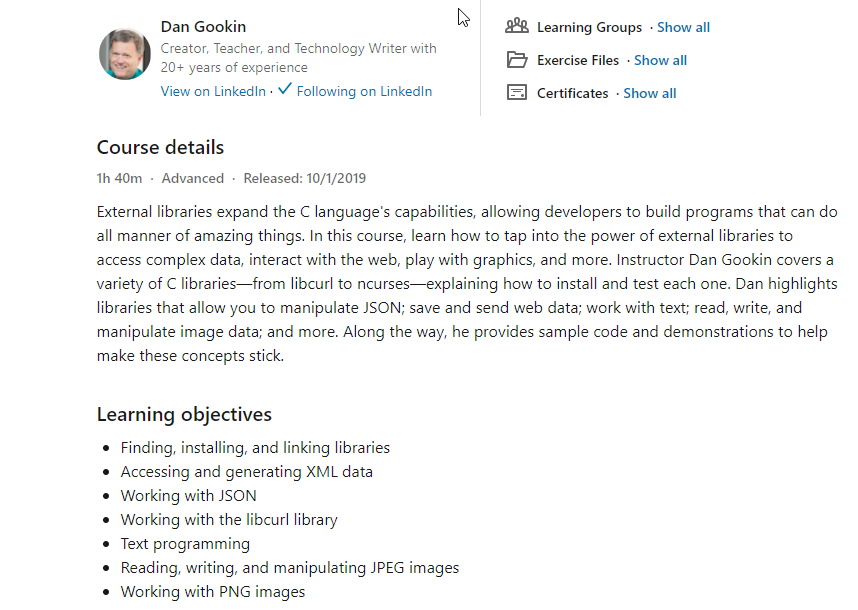 Dan Gookin
Creator, Teacher, and Technology Writer with
20+ years of experience
View on LinkedIn · Following on LinkedIn
Learning Groups · Show all
Exercise Files · Show all
Certificates · Show all
Course details
1h 40m · Advanced · Released: 10/1/2019
External libraries expand the C language's capabilities, allowing developers to build programs that can do
all manner of amazing things. In this course, learn how to tap into the power of external libraries to
access complex data, interact with the web, play with graphics, and more. Instructor Dan Gookin covers a
variety of C libraries—from libcurl to ncurses—explaining how to install and test each one. Dan highlights
libraries that allow you to manipulate JSON; save and send web data; work with text; read, write, and
manipulate image data; and more. Along the way, he provides sample code and demonstrations to help
make these concepts stick.
Learning objectives
• Finding, installing, and linking libraries
• Accessing and generating XML data
• Working with JSON
• Working with the libcurl library
• Text programming
• Reading, writing, and manipulating JPEG images
• Working with PNG images